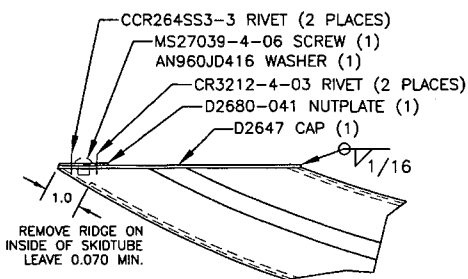 CCR264SS3-3 RIVET (2 PLACES)
MS27039-4-06 SCREW (1)
AN960JD416 WASHER (1)
CR3212-4-03 RIVET (2 PLACES)
D2680-041 NUTPLATE (1)
D2647 CAP (1)
1/16
1.0
REMOVE RIDGE ON
INSIDE OF SKIDTUBE
LEAVE 0.070 MIN.